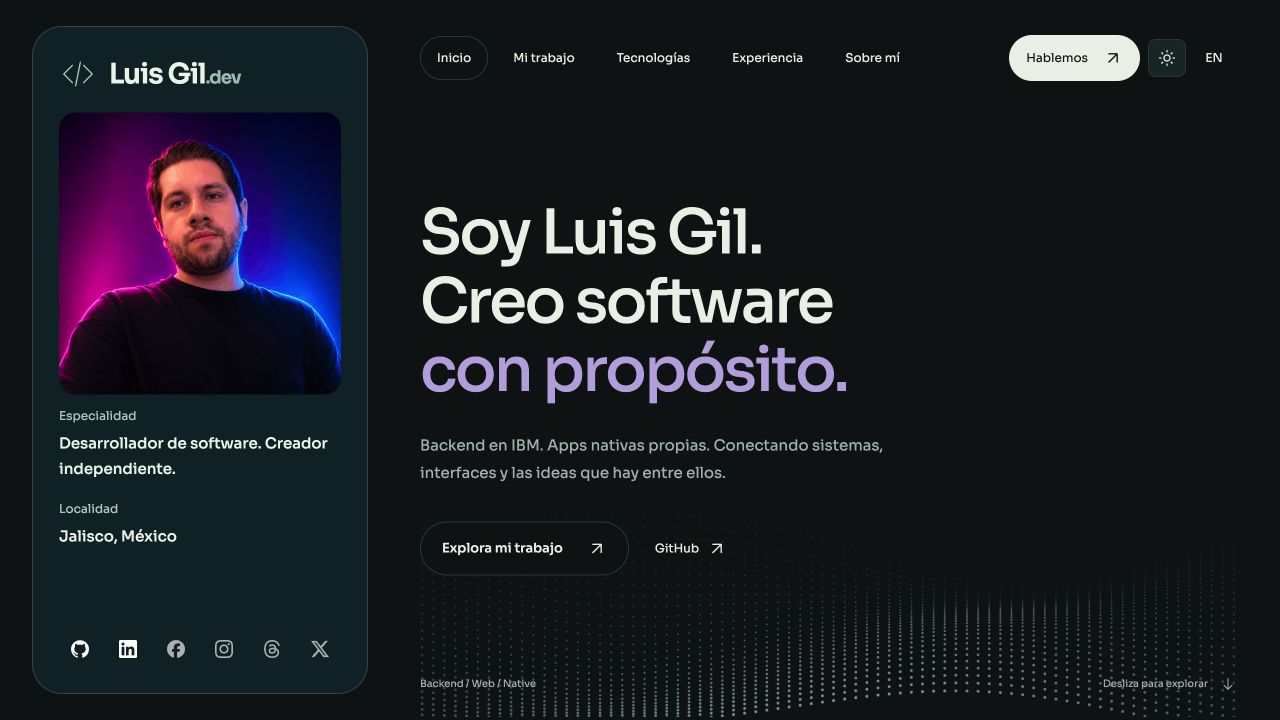 Luis Gil.dev
Especialidad
Desarrollador de software. Creador
independiente.
Localidad
Jalisco, México
Inicio
Mi trabajo
Tecnologías
Experiencia
Sobre mí
Hablemos
EN
Soy Luis Gil.
Creo software
con propósito.
Backend en IBM. Apps nativas propias. Conectando sistemas,
interfaces y las ideas que hay entre ellos.
Explora mi trabajo
GitHub
Backend / Web / Native
Desliza para explorar